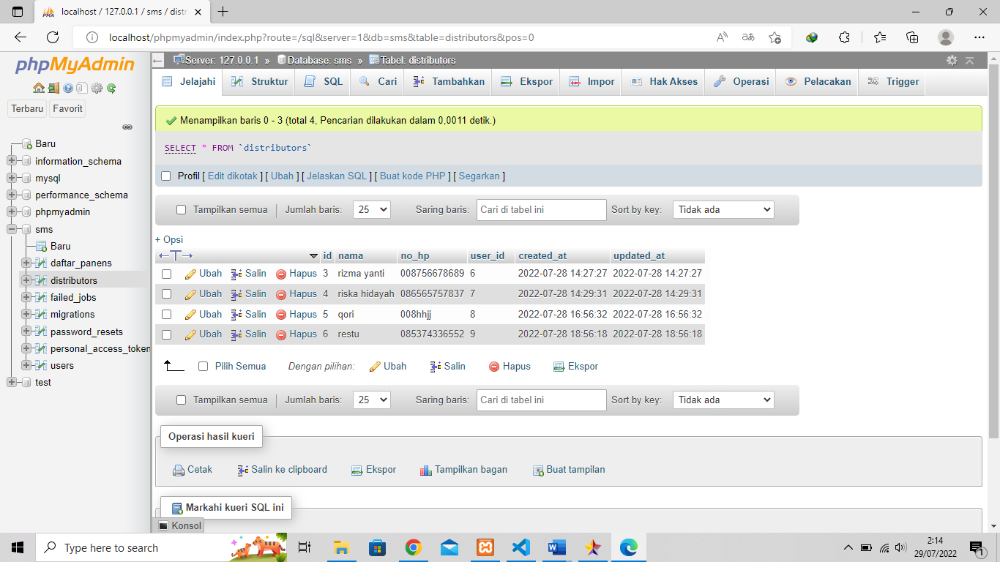 localhost / 127.0.0.1 / sms / distr
localhost/phpmyadmin/index.php?route=/sql&server=1&db=sms&table=distributors&pos=0
phpMyAdmin
Terbaru Favorit
Baru
information_schema
mysql
performance_schema
phpmyadmin
sms
Baru
daftar_panens
distributors
failed_jobs
migrations
password_resets
personal_access_token
users
test
Server: 127.0.0.1 » Database: sms » Tabel: distributors
Jelajahi Struktur SQL Cari Tambahkan Ekspor Impor Hak Akses Operasi Pelacakan Trigger
Menampilkan baris 0 - 3 (total 4, Pencarian dilakukan dalam 0,0011 detik.)
SELECT * FROM `distributors`
Profil [ Edit dikotak ] [ Ubah ] [ Jelaskan SQL ] [ Buat kode PHP ] [ Segarkan ]
Tampilkan semua Jumlah baris: 25 Saring baris: Cari di tabel ini Sort by key: Tidak ada
+ Opsi
←T→ id nama no_hp user_id created_at updated_at
Ubah Salin Hapus 3 rizma yanti 008756678689 6 2022-07-28 14:27:27 2022-07-28 14:27:27
Ubah Salin Hapus 4 riska hidayah 086565757837 7 2022-07-28 14:29:31 2022-07-28 14:29:31
Ubah Salin Hapus 5 qori 008hhjj 8 2022-07-28 16:56:32 2022-07-28 16:56:32
Ubah Salin Hapus 6 restu 085374336552 9 2022-07-28 18:56:18 2022-07-28 18:56:18
Pilih Semua Dengan pilihan: Ubah Salin Hapus Ekspor
Tampilkan semua Jumlah baris: 25 Saring baris: Cari di tabel ini Sort by key: Tidak ada
Operasi hasil kueri
Cetak Salin ke clipboard Ekspor Tampilkan bagan Buat tampilan
Markahi kueri SQL ini
Konsol
Type here to search
2:14
29/07/2022
1